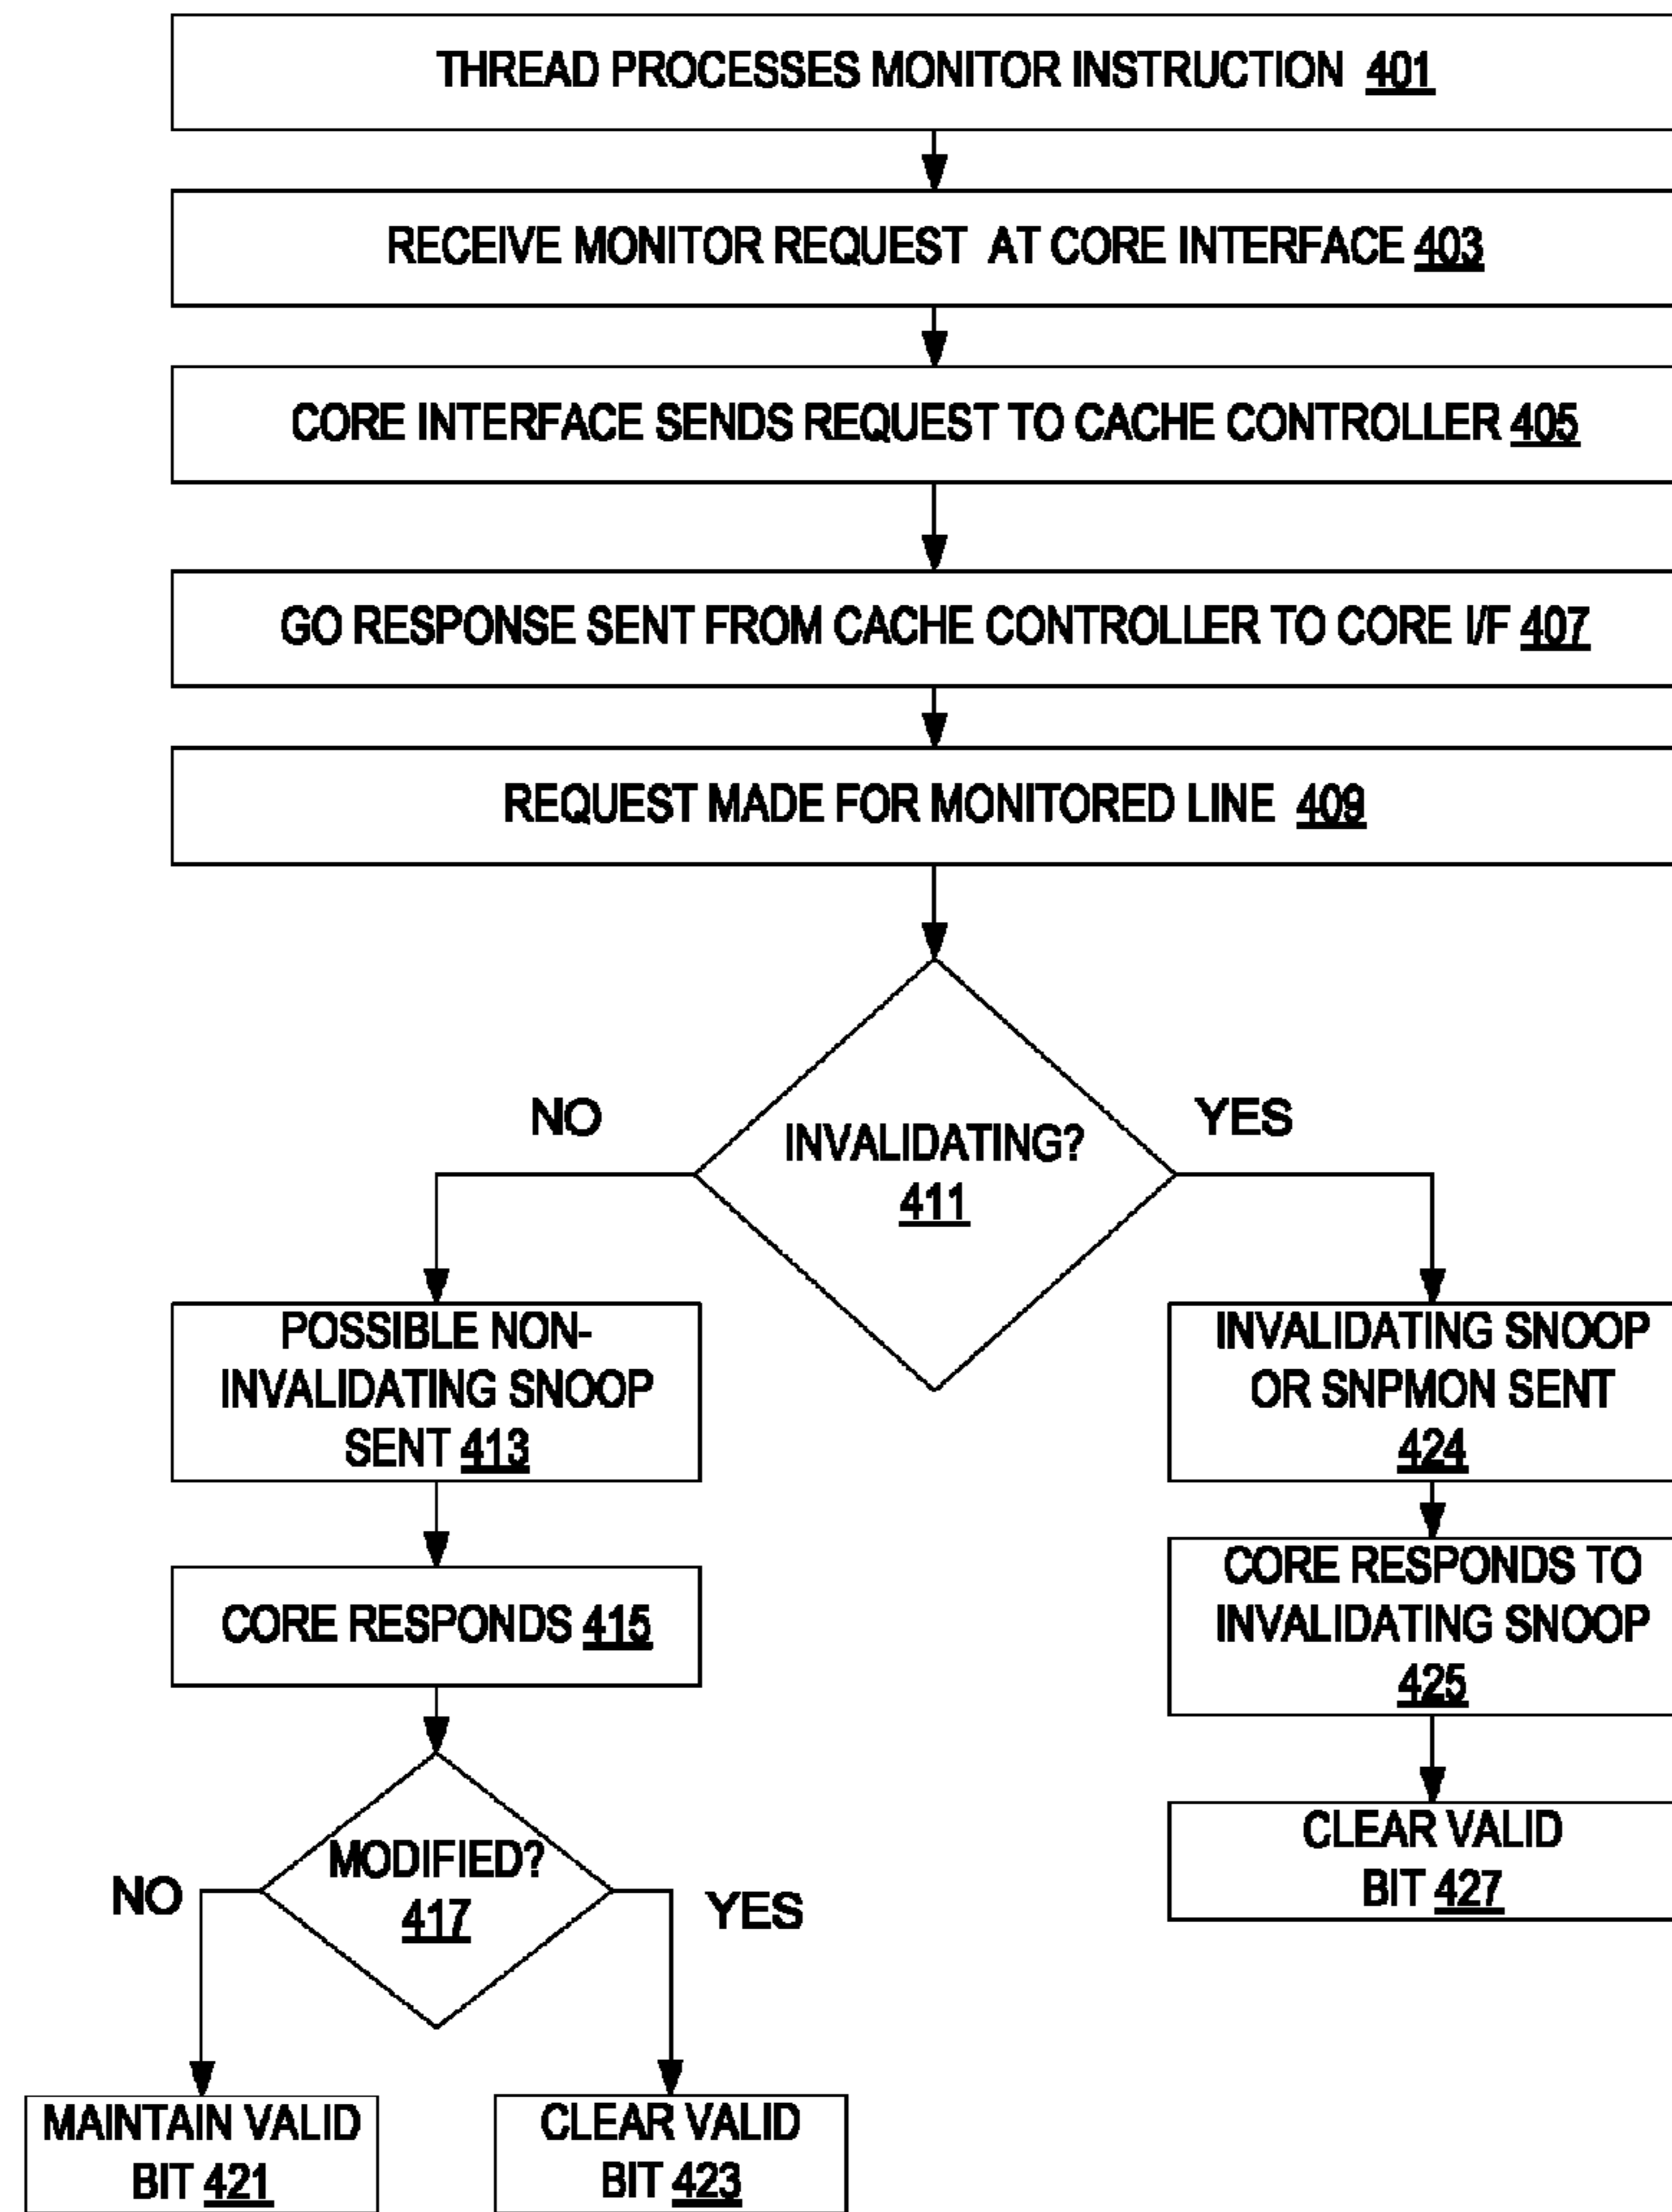 THREAD PROCESSES MONITOR INSTRUCTION 401
RECEIVE MONITOR REQUEST AT CORE INTERFACE 403
CORE INTERFACE SENDS REQUEST TO CACHE CONTROLLER 405
GO RESPONSE SENT FROM CACHE CONTROLLER TO CORE I/F 407
REQUEST MADE FOR MONITORED LINE 409
INVALIDATING?
411
NO
YES
POSSIBLE NON-
INVALIDATING SNOOP
SENT 413
CORE RESPONDS 415
MODIFIED?
417
NO
YES
MAINTAIN VALID
BIT 421
CLEAR VALID
BIT 423
INVALIDATING SNOOP
OR SNPMON SENT
424
CORE RESPONDS TO
INVALIDATING SNOOP
425
CLEAR VALID
BIT 427